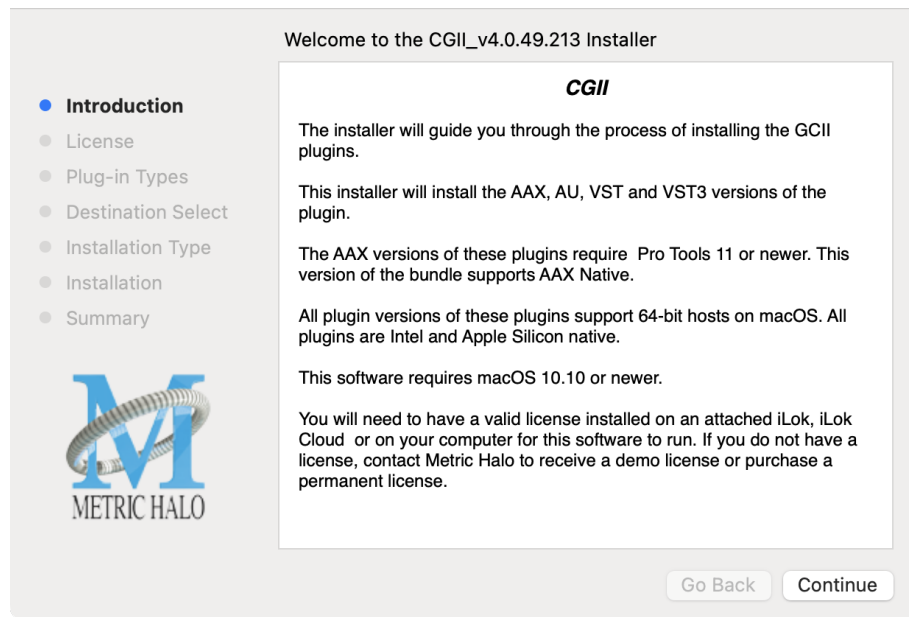 Welcome to the CGII_v4.0.49.213 Installer
Introduction
License
Plug-in Types
Destination Select
Installation Type
Installation
Summary
METRIC HALO
CGII
The installer will guide you through the process of installing the GCII
plugins.
This installer will install the AAX, AU, VST and VST3 versions of the
plugin.
The AAX versions of these plugins require  Pro Tools 11 or newer. This
version of the bundle supports AAX Native.
All plugin versions of these plugins support 64-bit hosts on macOS. All
plugins are Intel and Apple Silicon native.
This software requires macOS 10.10 or newer.
You will need to have a valid license installed on an attached iLok, iLok
Cloud  or on your computer for this software to run. If you do not have a
license, contact Metric Halo to receive a demo license or purchase a
permanent license.
Go Back
Continue